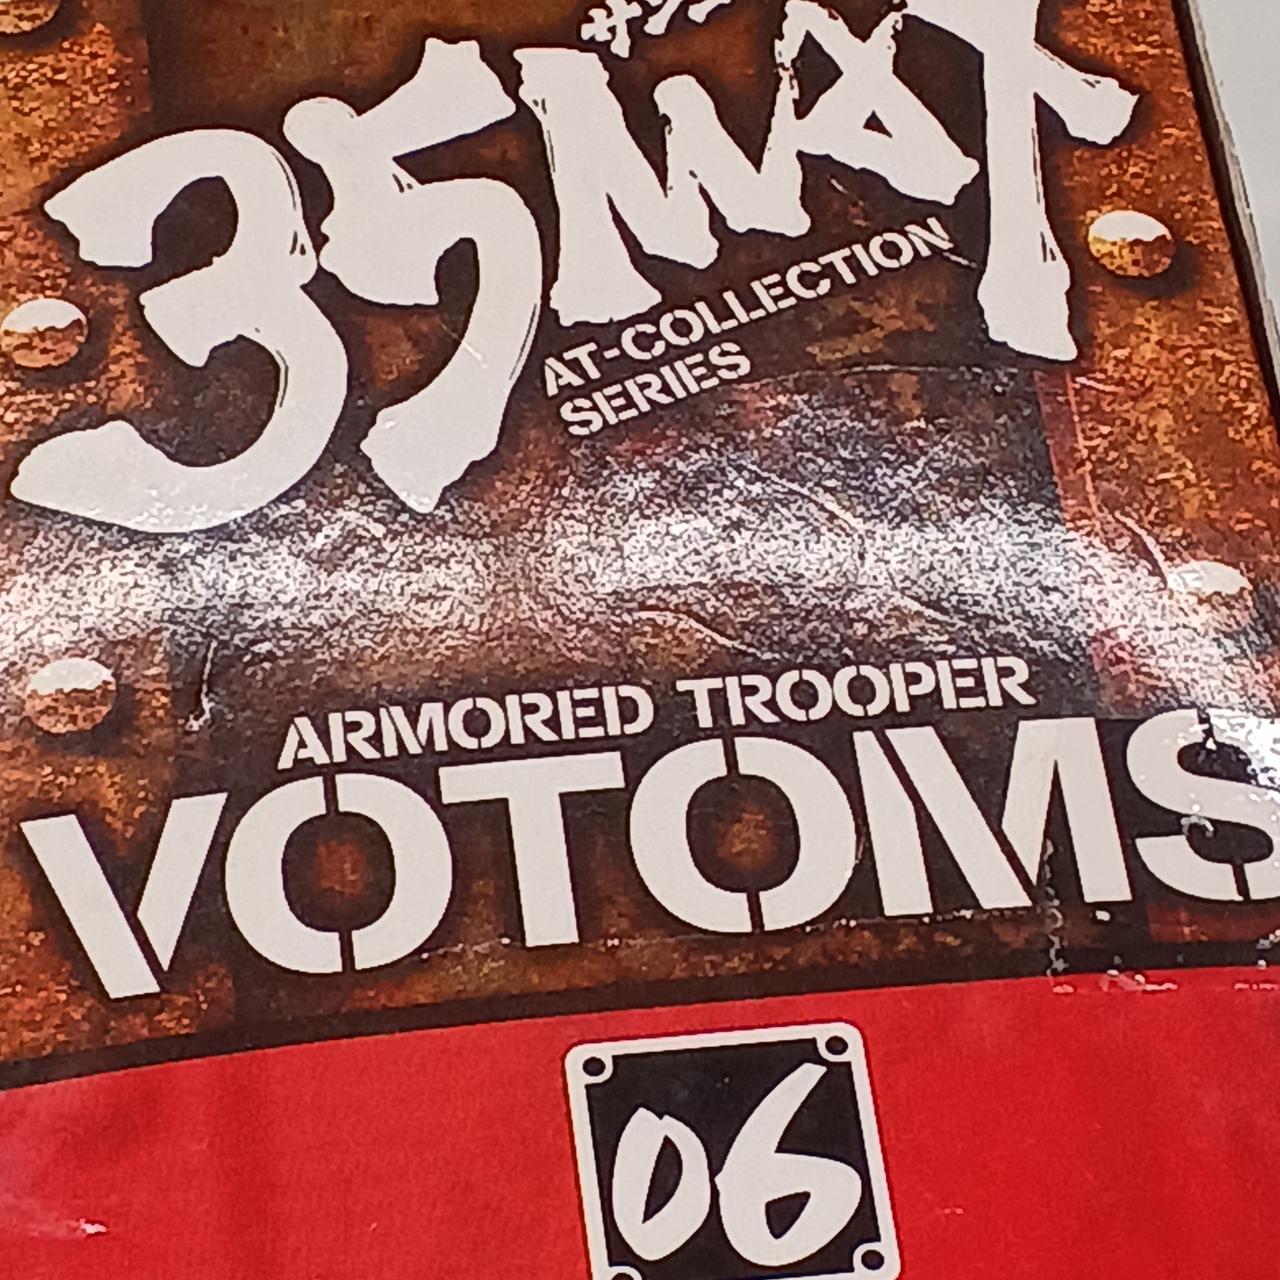 35MAX
AT-COLLECTION
SERIES
ARMORED TROOPER
VOTOMS
06